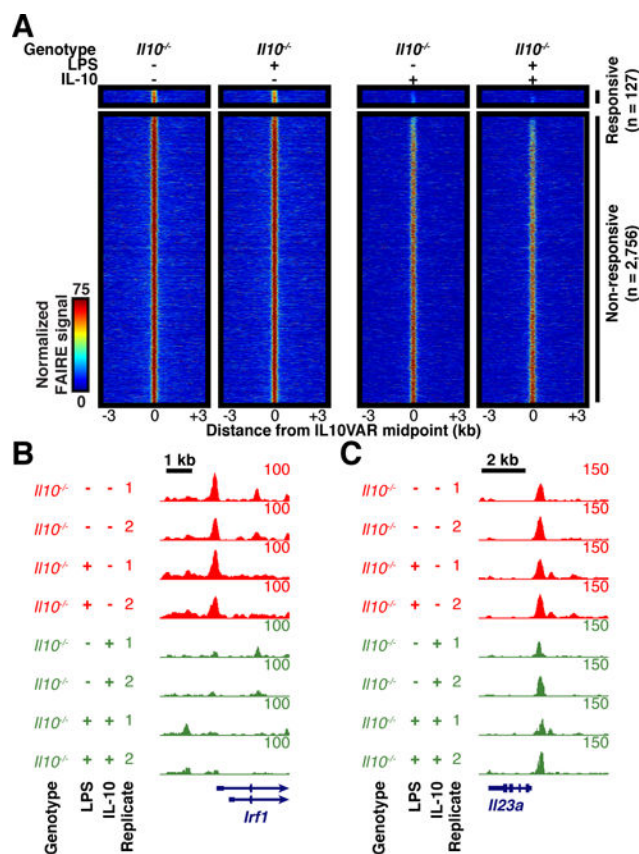 A
Genotype Il10-/- Il10-/- Il10-/- Il10-/-
LPS - + - +
IL-10 - - + +
Responsive (n = 127)
Non-responsive (n = 2,756)
Normalized FAIRE signal
75
0
-3 0 +3 -3 0 +3 -3 0 +3 -3 0 +3
Distance from IL10VAR midpoint (kb)
B
1 kb
Il10-/- - - 1 100
Il10-/- - - 2 100
Il10-/- + - 1 100
Il10-/- + - 2 100
Il10-/- - + 1 100
Il10-/- - + 2 100
Il10-/- + + 1 100
Il10-/- + + 2 100
Genotype
LPS
IL-10
Replicate
Irf1
C
2 kb
Il10-/- - - 1 150
Il10-/- - - 2 150
Il10-/- + - 1 150
Il10-/- + - 2 150
Il10-/- - + 1 150
Il10-/- - + 2 150
Il10-/- + + 1 150
Il10-/- + + 2 150
Genotype
LPS
IL-10
Replicate
Il23a